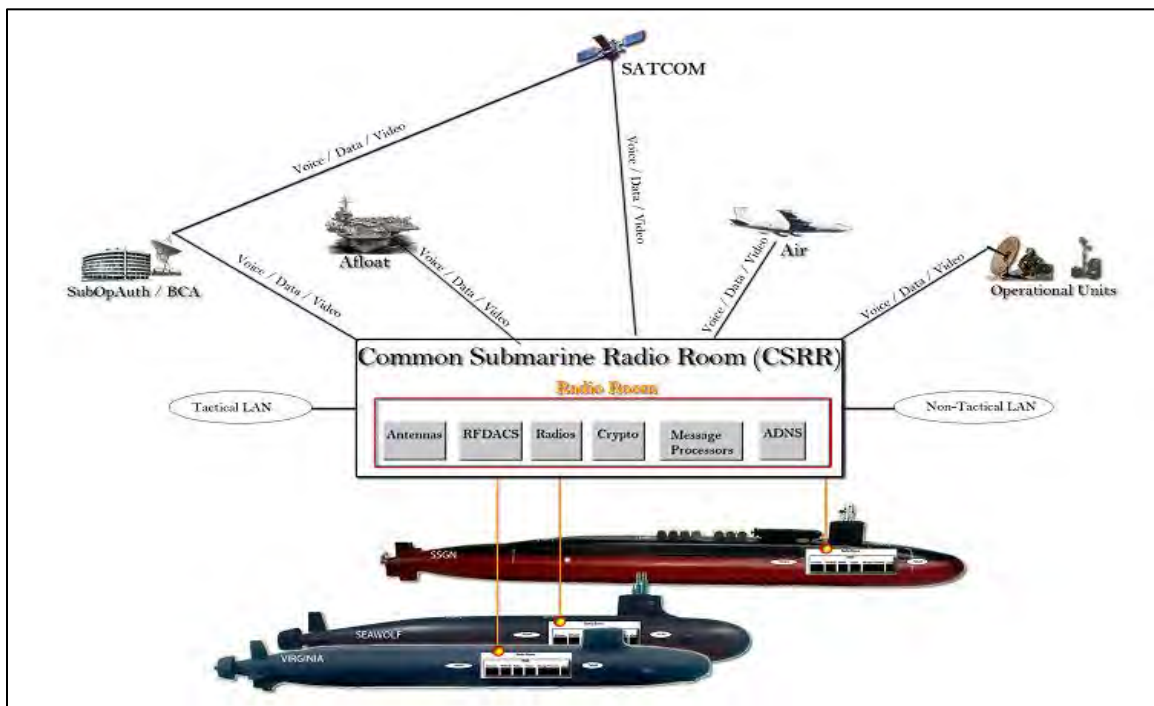 SATCOM
Voice / Data / Video
Voice / Data / Video
Afloat
Air
SubOpAuth / BCA
Operational Units
Voice / Data / Video
Voice / Data / Video
Voice / Data / Video
Voice / Data / Video
Common Submarine Radio Room (CSRR)
Radio Room
Tactical LAN
Non-Tactical LAN
Antennas
RFDACS
Radios
Crypto
Message
Processors
ADNS
SSGN
SEAWOLF
VIRGINIA